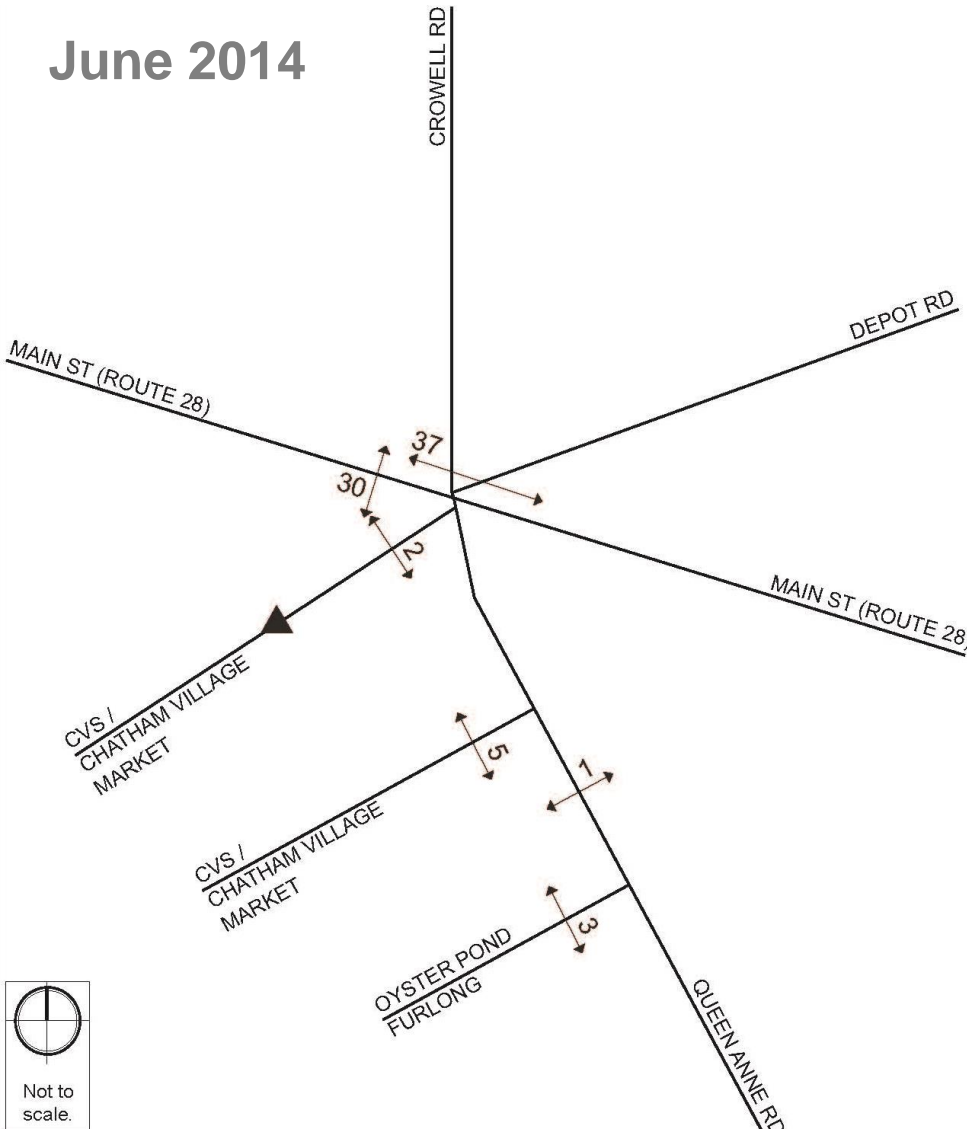 June 2014
CROWELL RD
DEPOT RD
MAIN ST (ROUTE 28)
37
30
2
MAIN ST (ROUTE 28)
CVS /
CHATHAM VILLAGE
MARKET
5
1
CVS /
CHATHAM VILLAGE
MARKET
3
OYSTER POND
FURLONG
QUEEN ANNE RD
Not to
scale.